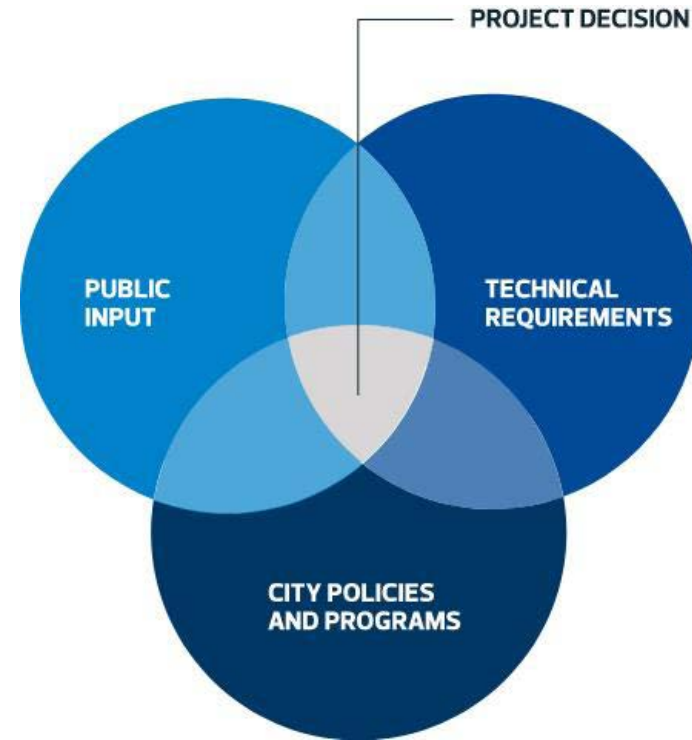 PROJECT DECISION
PUBLIC
INPUT
TECHNICAL
REQUIREMENTS
CITY POLICIES
AND PROGRAMS